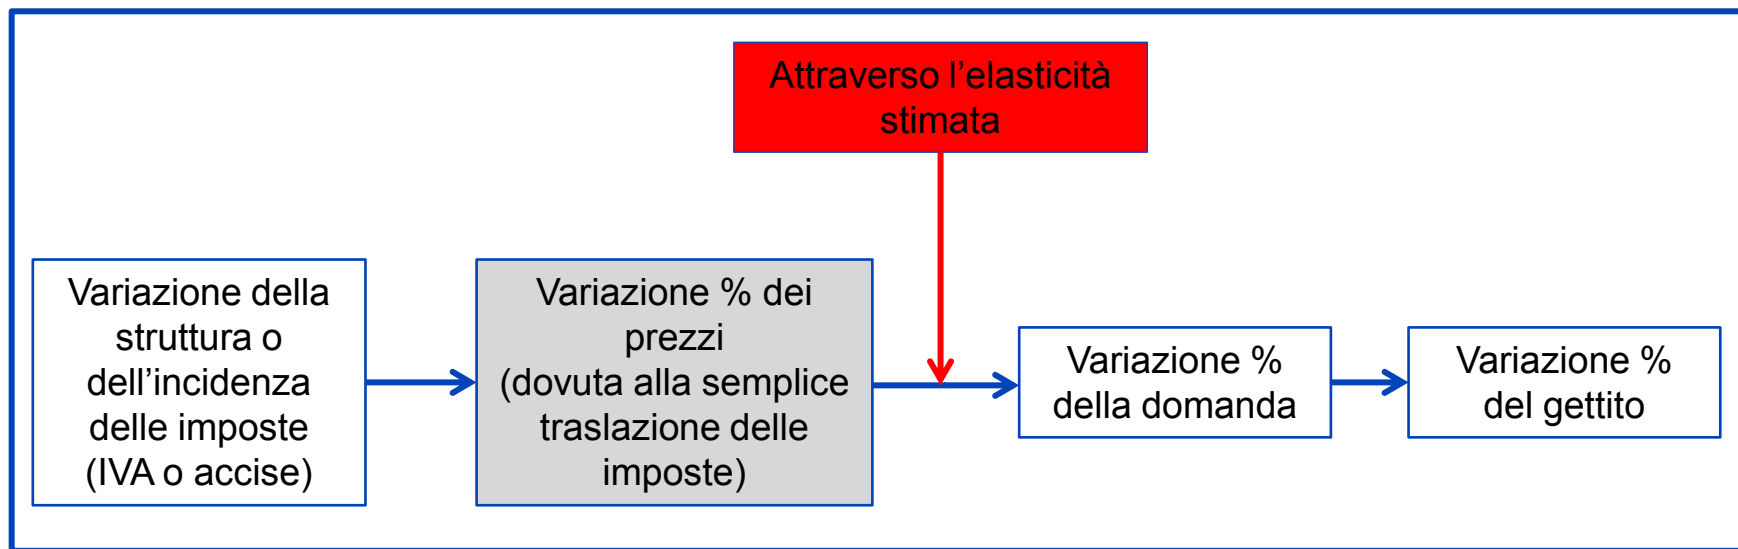 Attraverso l’elasticità
stimata
Variazione della
struttura o
dell’incidenza
delle imposte
(IVA o accise)
Variazione % dei
prezzi
(dovuta alla semplice
traslazione delle
imposte)
Variazione %
della domanda
Variazione %
del gettito